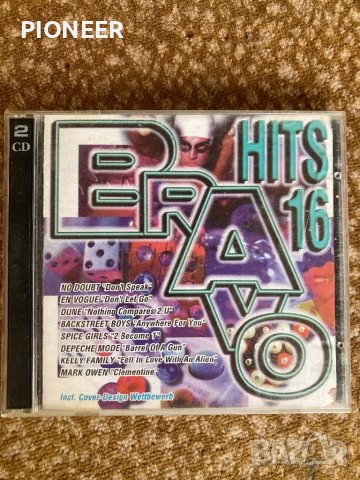 PIONEER
2
CD
BRAVO
HITS
16
NO DOUBT "Don't Speak"
EN VOGUE "Don't Let Go"
DUNE "Nothing Compares 2 U"
BACKSTREET BOYS "Anywhere For You"
SPICE GIRLS "2 Become 1"
DEPECHE MODE "Barrel Of A Gun"
KELLY FAMILY "Fell In Love With An Alien"
MARK OWEN "Clementine"
Incl. Cover-Design Wettbewerb
BAZAR